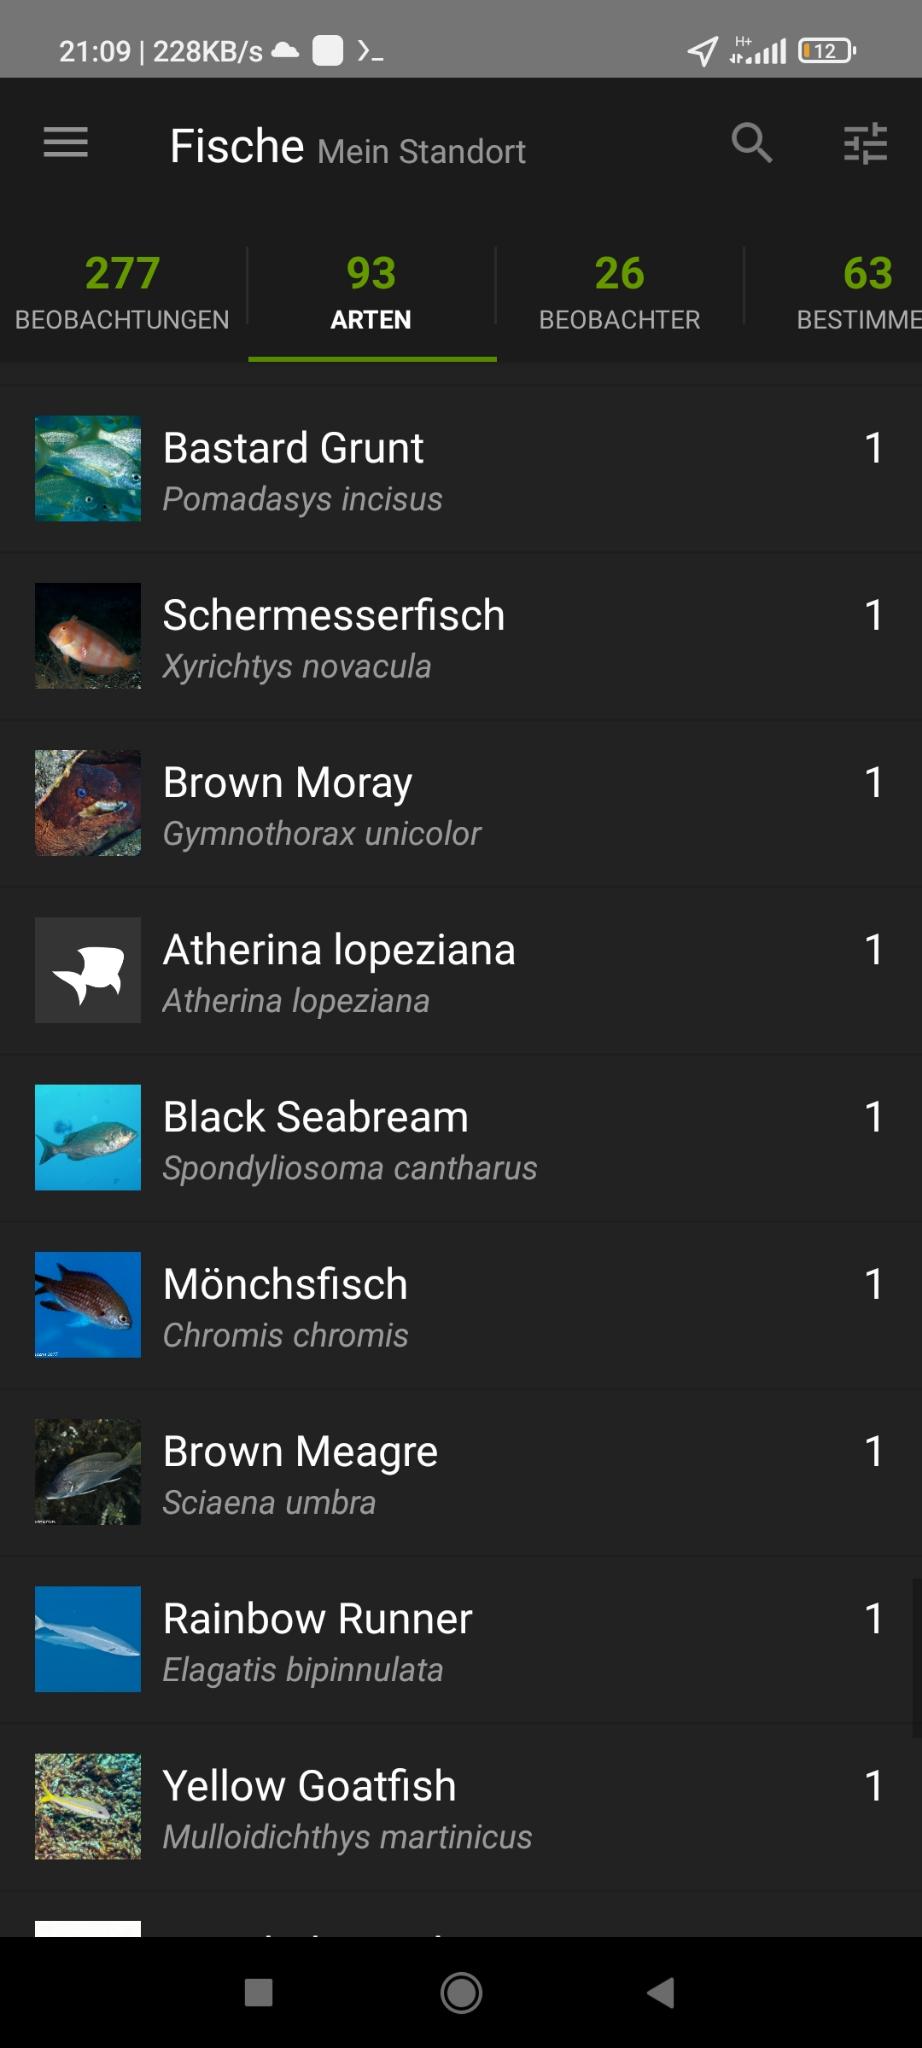 21:09 | 228KB/s
H+
12
Fische Mein Standort
277
BEOBACHTUNGEN
93
ARTEN
26
BEOBACHTER
63
BESTIMME
Bastard Grunt
1
Pomadasys incisus
Schermesserfisch
1
Xyrichtys novacula
Brown Moray
1
Gymnothorax unicolor
Atherina lopeziana
1
Atherina lopeziana
Black Seabream
1
Spondyliosoma cantharus
Mönchsfisch
1
Chromis chromis
Brown Meagre
1
Sciaena umbra
Rainbow Runner
1
Elagatis bipinnulata
Yellow Goatfish
1
Mulloidichthys martinicus